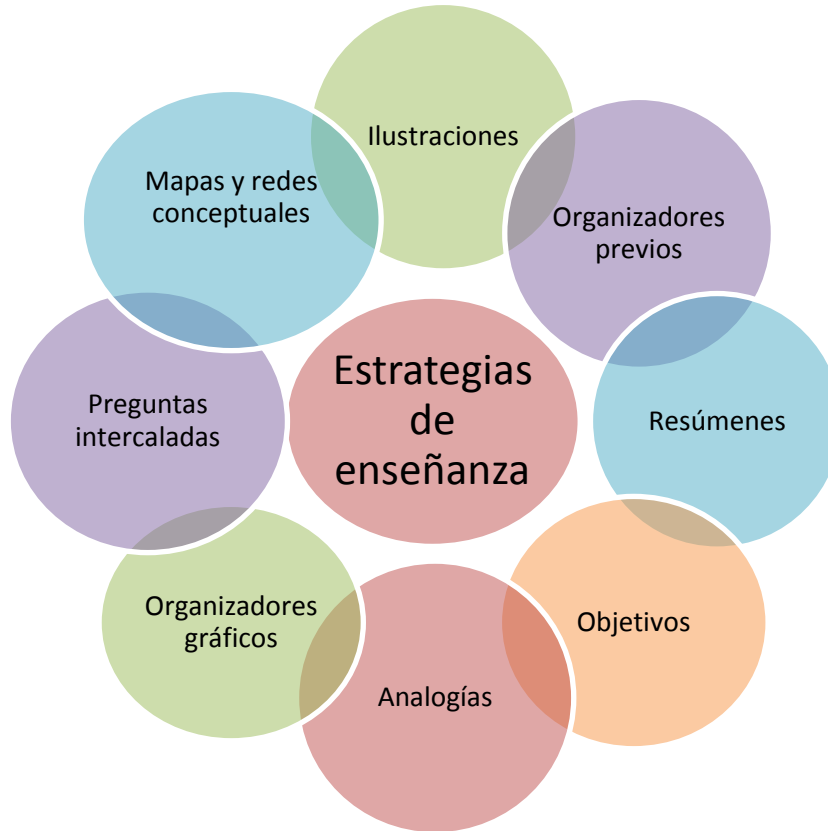 Ilustraciones
Organizadores
previos
Resúmenes
Objetivos
Analogías
Organizadores
gráficos
Preguntas
intercaladas
Mapas y redes
conceptuales
Estrategias
de
enseñanza